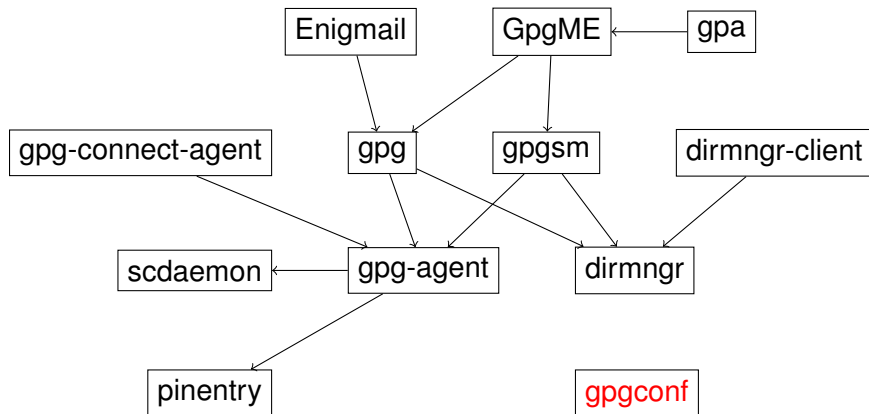 Enigmail
GpgME
gpa
gpg-connect-agent
gpg
gpgsm
dirmngr-client
scdaemon
gpg-agent
dirmngr
pinentry
gpgconf